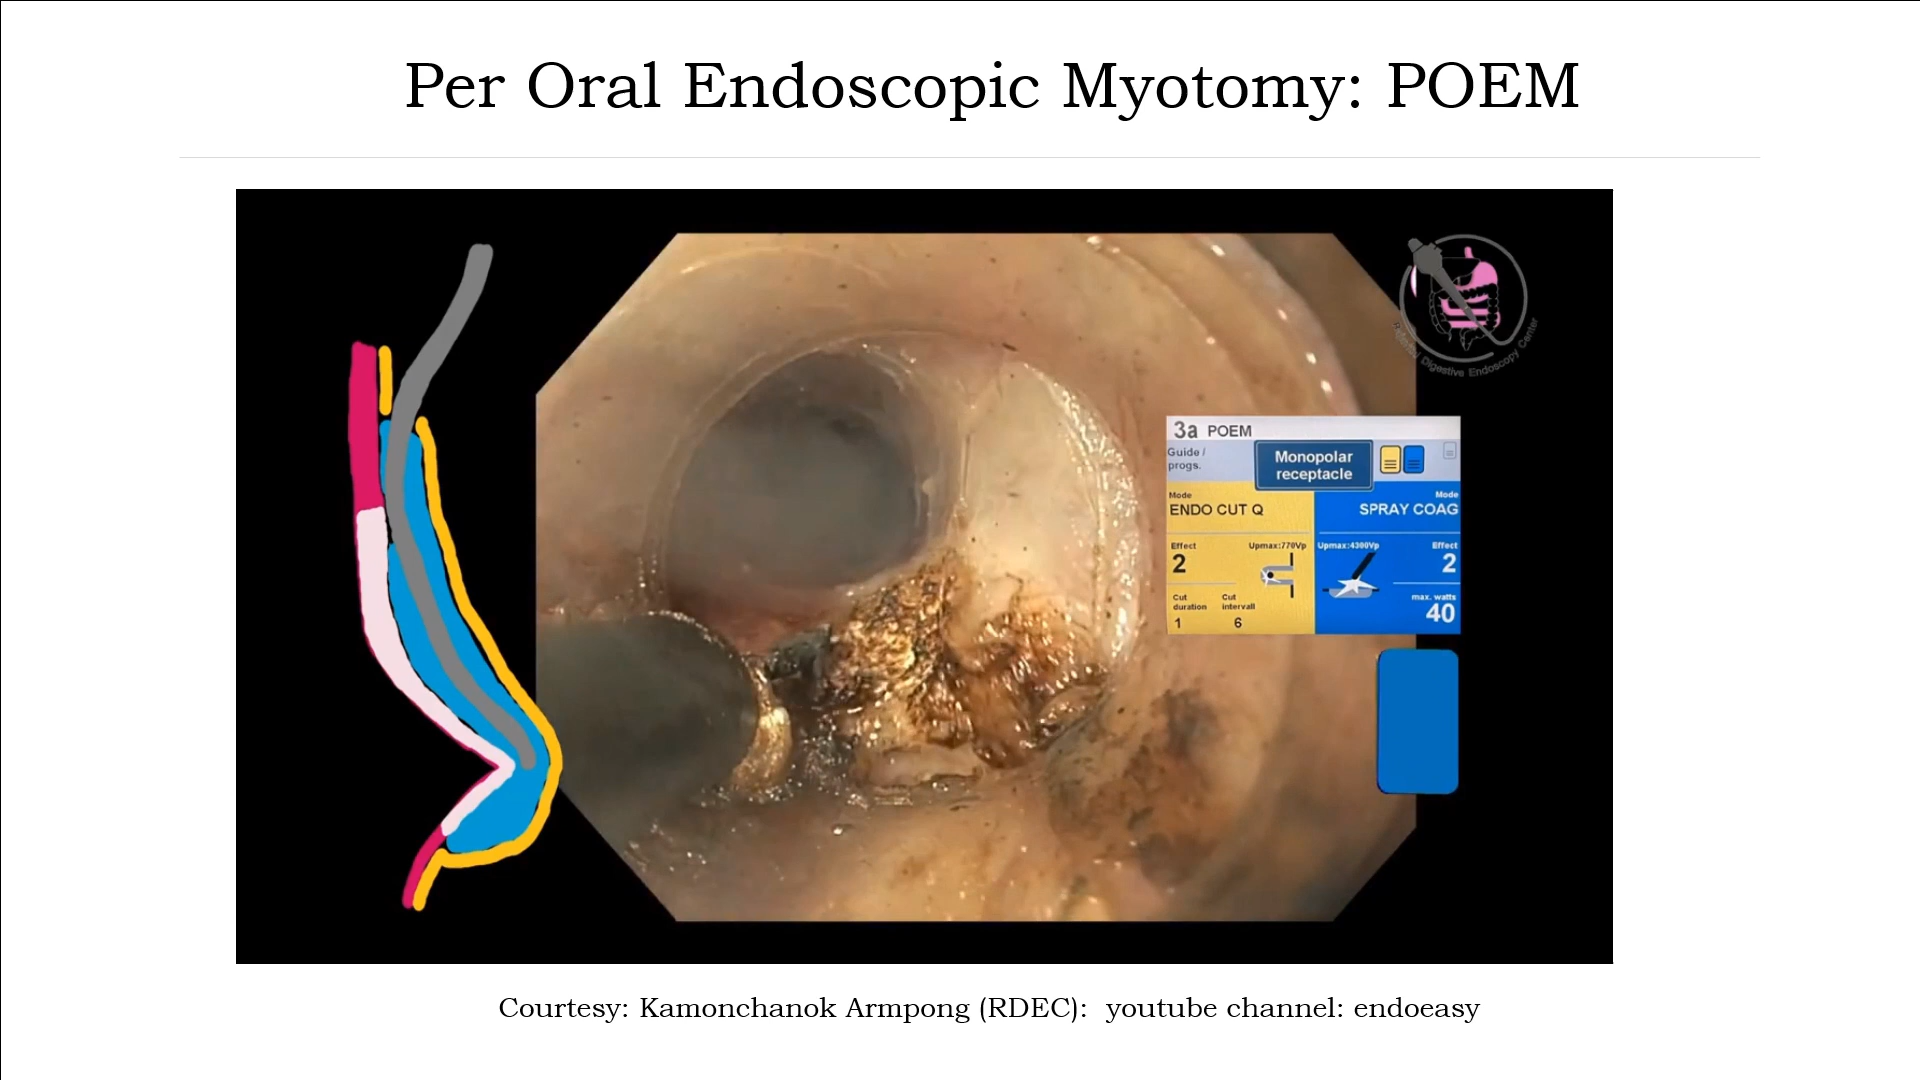 Per Oral Endoscopic Myotomy: POEM
Digestive Endoscopy Center
3a POEM
Guide /
progs.
Monopolar
receptacle
Mode
ENDO CUT Q
Mode
SPRAY COAG
Effect
2
Upmax:770Vp
Upmax:4300Vp
Effect
2
Cut
duration
1
Cut
intervall
6
max. watts
40
Courtesy: Kamonchanok Armpong (RDEC):  youtube channel: endoeasy